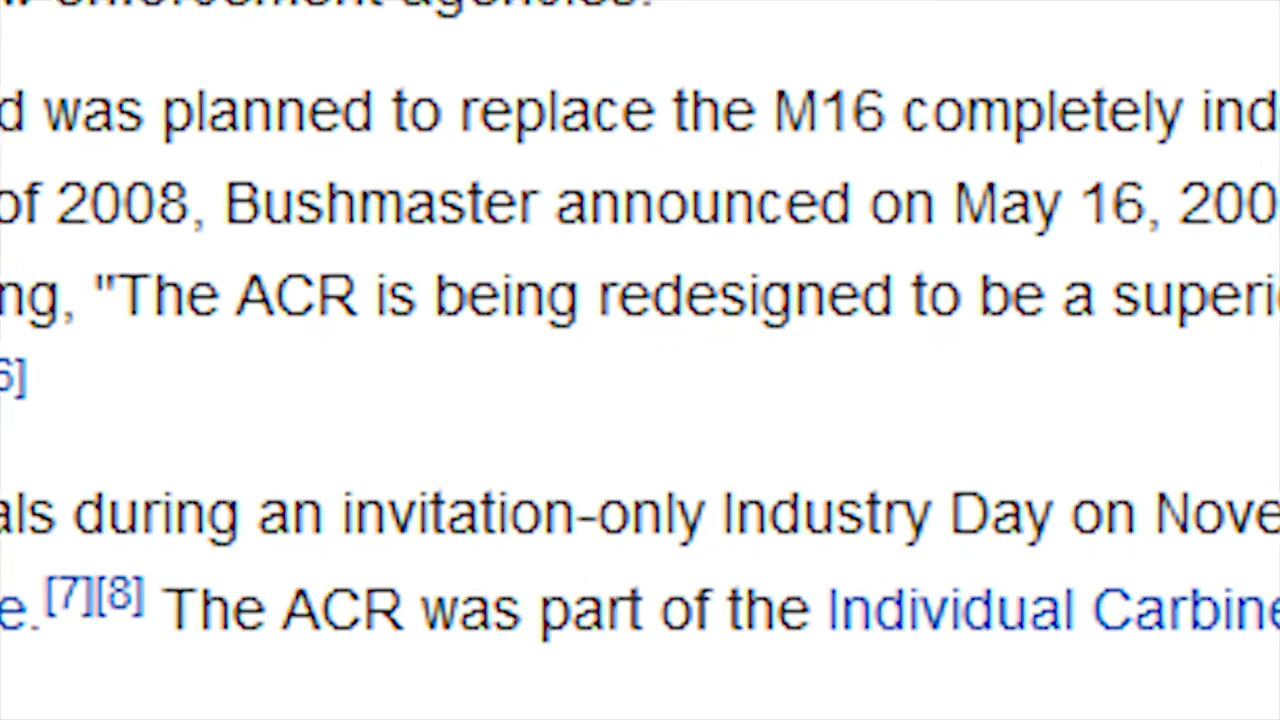 enforcement agencies.
d was planned to replace the M16 completely ind
of 2008, Bushmaster announced on May 16, 200
ng, "The ACR is being redesigned to be a superi
6]
als during an invitation-only Industry Day on Nove
e.[7][8] The ACR was part of the Individual Carbine